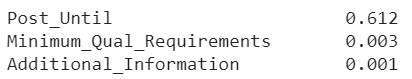 Post_Until 0.612
Minimum_Qual_Requirements 0.003
Additional_Information 0.001